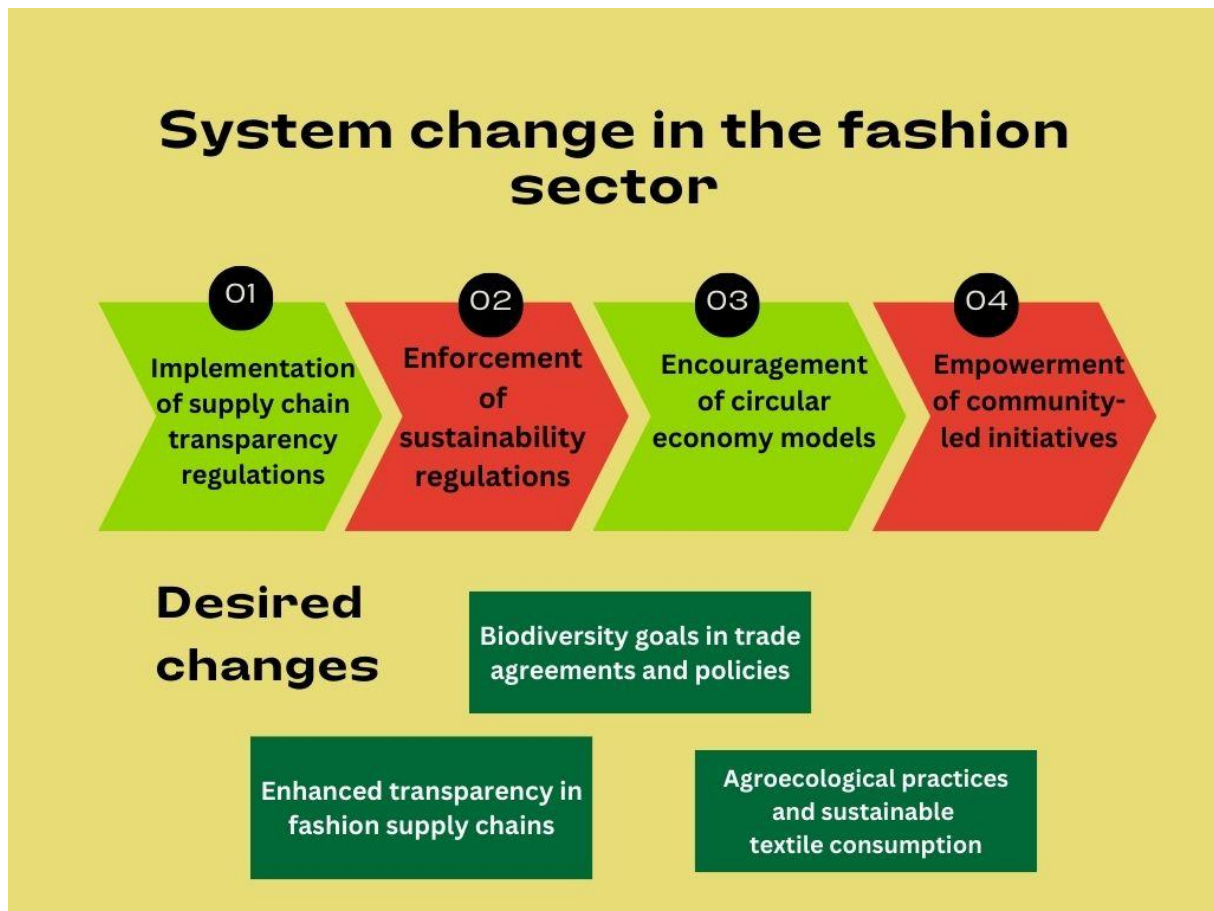 System change in the fashion
sector
01
Implementation
of supply chain
transparency
regulations
02
Enforcement
of
sustainability
regulations
03
Encouragement
of circular
economy models
04
Empowerment
of community-
led initiatives
Desired
changes
Biodiversity goals in trade
agreements and policies
Enhanced transparency in
fashion supply chains
Agroecological practices
and sustainable
textile consumption